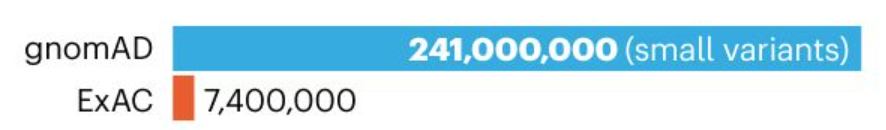 gnomAD 241,000,000 (small variants)
ExAC 7,400,000